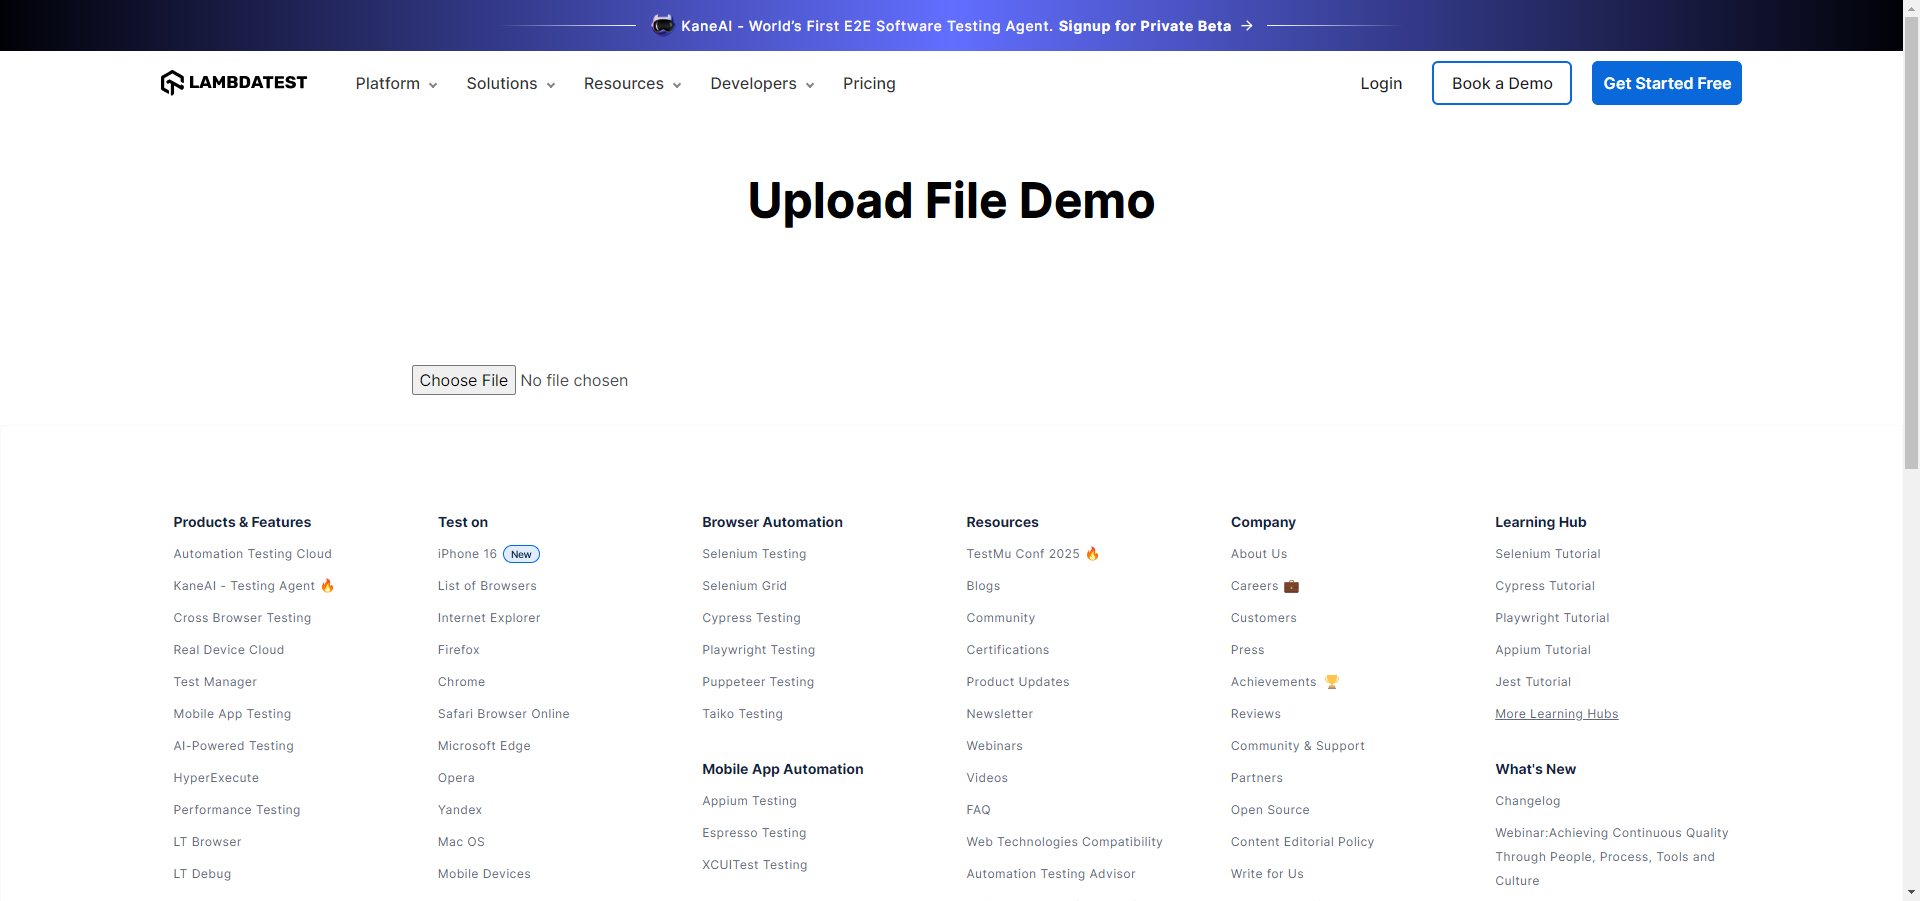 KaneAI - World’s First E2E Software Testing Agent. Signup for Private Beta →
LAMBDATEST
Platform
Solutions
Resources
Developers
Pricing
Login
Book a Demo
Get Started Free
Upload File Demo
Choose File No file chosen
Products & Features
Automation Testing Cloud
KaneAI - Testing Agent 🔥
Cross Browser Testing
Real Device Cloud
Test Manager
Mobile App Testing
AI-Powered Testing
HyperExecute
Performance Testing
LT Browser
LT Debug
Test on
iPhone 16 New
List of Browsers
Internet Explorer
Firefox
Chrome
Safari Browser Online
Microsoft Edge
Opera
Yandex
Mac OS
Mobile Devices
Browser Automation
Selenium Testing
Selenium Grid
Cypress Testing
Playwright Testing
Puppeteer Testing
Taiko Testing
Mobile App Automation
Appium Testing
Espresso Testing
XCUITest Testing
Resources
TestMu Conf 2025 🔥
Blogs
Community
Certifications
Product Updates
Newsletter
Webinars
Videos
FAQ
Web Technologies Compatibility
Automation Testing Advisor
Company
About Us
Careers 💼
Customers
Press
Achievements 🏆
Reviews
Community & Support
Partners
Open Source
Content Editorial Policy
Write for Us
Learning Hub
Selenium Tutorial
Cypress Tutorial
Playwright Tutorial
Appium Tutorial
Jest Tutorial
More Learning Hubs
What's New
Changelog
Webinar:Achieving Continuous Quality
Through People, Process, Tools and
Culture